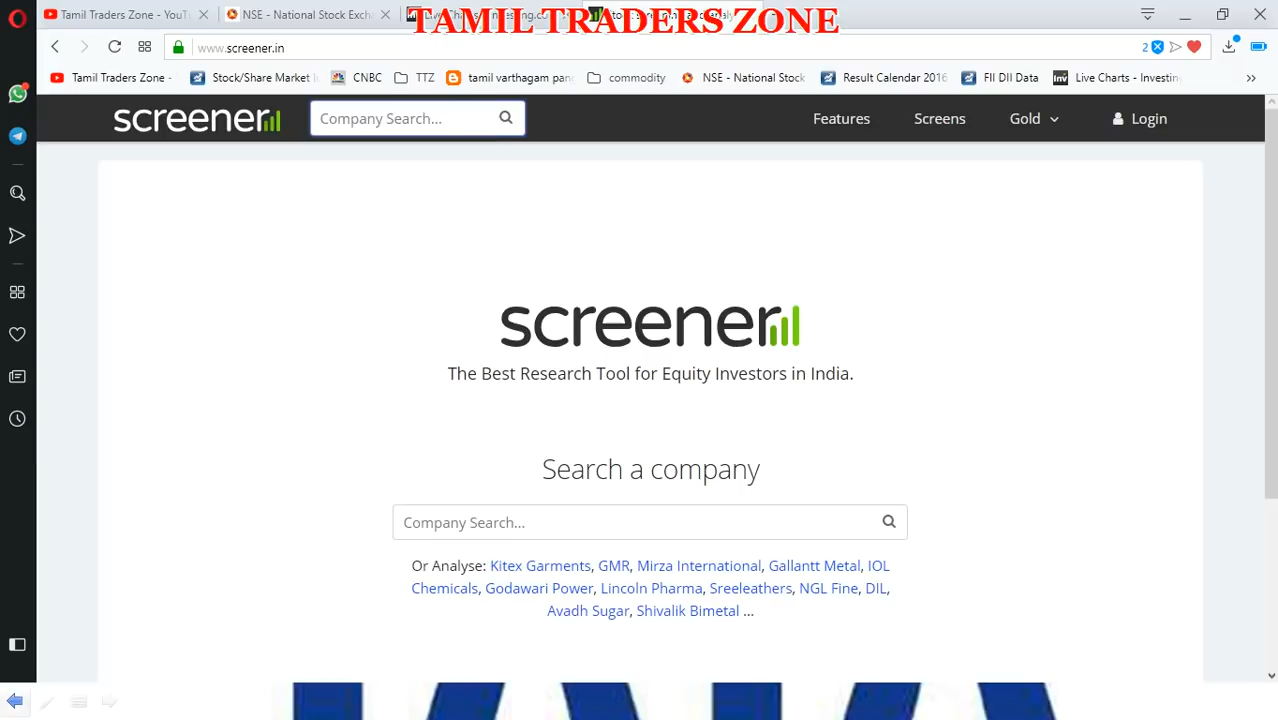 Tamil Traders Zone - YouT
NSE - National Stock Excha
TAMIL TRADERS ZONE
www.screener.in
2
Tamil Traders Zone -
Stock/Share Market I
CNBC
TTZ
tamil varthagam pan
commodity
NSE - National Stock
Result Calendar 2016
FII DII Data
Inv
Live Charts - Investin
»
screener
Company Search...
Features
Screens
Gold
Login
screener
The Best Research Tool for Equity Investors in India.
Search a company
Company Search...
Or Analyse: Kitex Garments, GMR, Mirza International, Gallantt Metal, IOL
Chemicals, Godawari Power, Lincoln Pharma, Sreeleathers, NGL Fine, DIL,
Avadh Sugar, Shivalik Bimetal ...